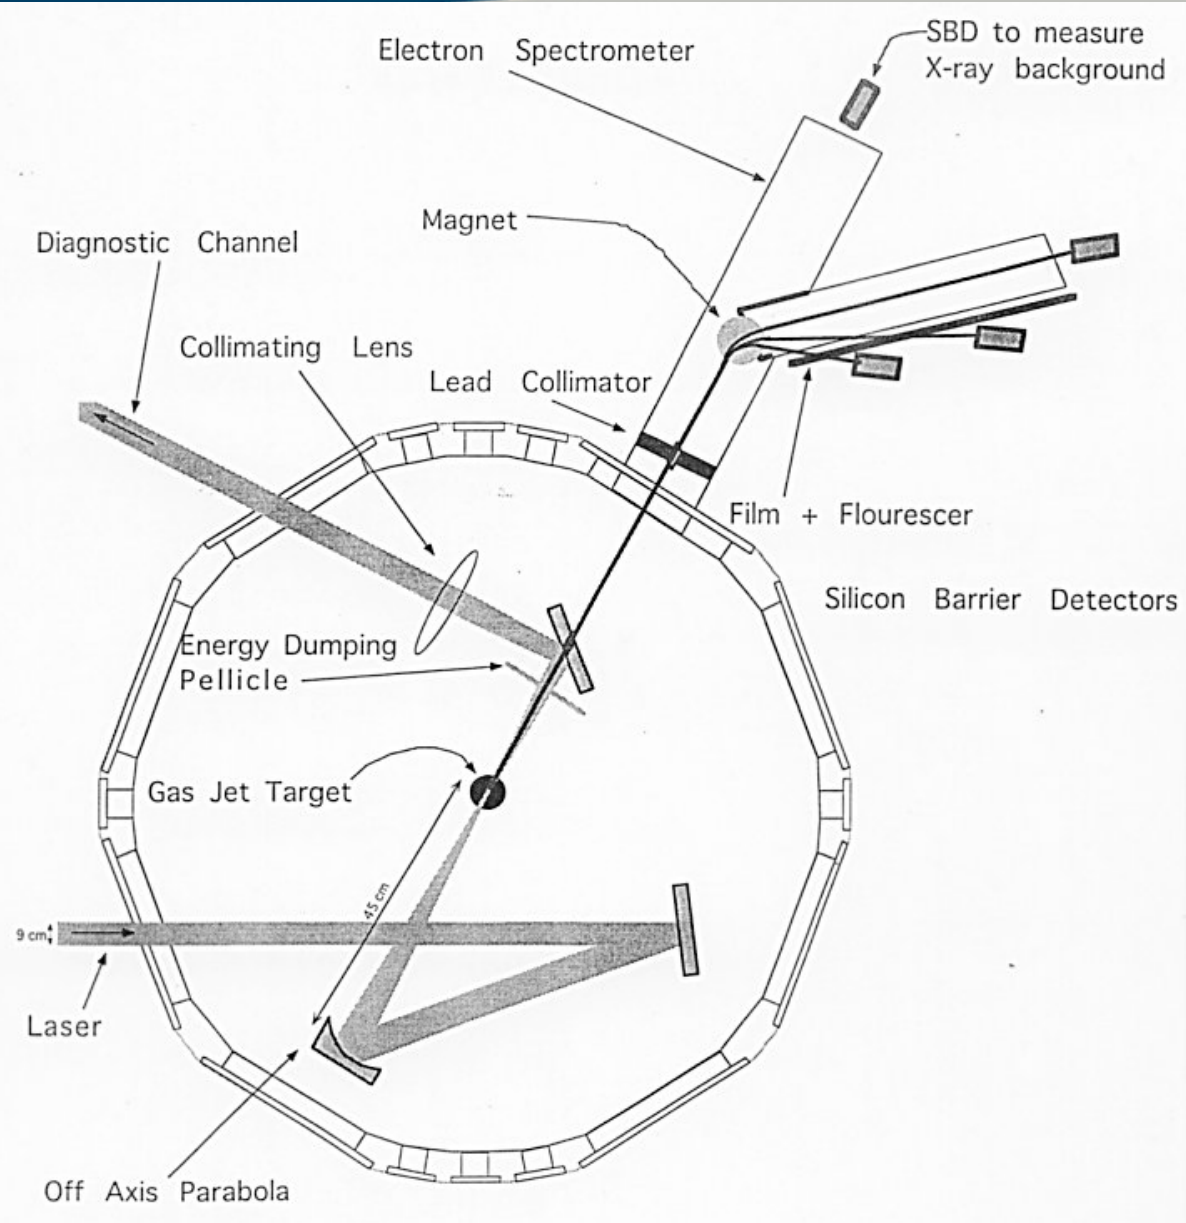 SBD to measure
X-ray background
Electron Spectrometer
Magnet
Diagnostic Channel
Collimating Lens
Lead Collimator
Film + Flourescer
Silicon Barrier Detectors
Energy Dumping
Pellicle
Gas Jet Target
45 cm
9 cm
Laser
Off Axis Parabola